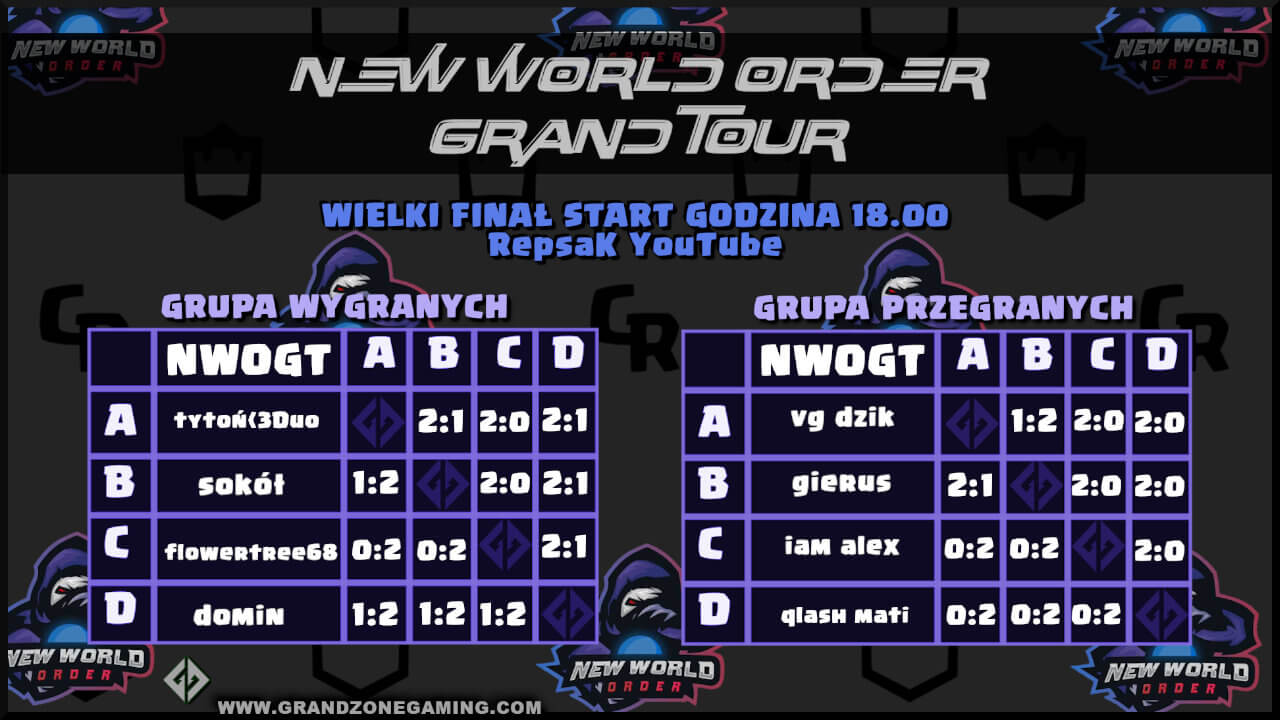 NEW WORLD ORDER
NEW WORLD ORDER
NEW WORLD ORDER
NEW WORLD ORDER
GRAND TOUR
WIELKI FINAŁ START GODZINA 18.00
RepsaK YouTube
GRUPA WYGRANYCH
NWOGT A B C D
A tytoń<3Duo 2:1 2:0 2:1
B sokół 1:2 2:0 2:1
C flowertree68 0:2 0:2 2:1
D domin 1:2 1:2 1:2
GRUPA PRZEGRANYCH
NWOGT A B C D
A vg dzik 1:2 2:0 2:0
B gierus 2:1 2:0 2:0
C iam alex 0:2 0:2 2:0
D qlash mati 0:2 0:2 0:2
CR
CR
CR
NEW WORLD ORDER
NEW WORLD ORDER
NEW WORLD ORDER
WWW.GRANDZONEGAMING.COM